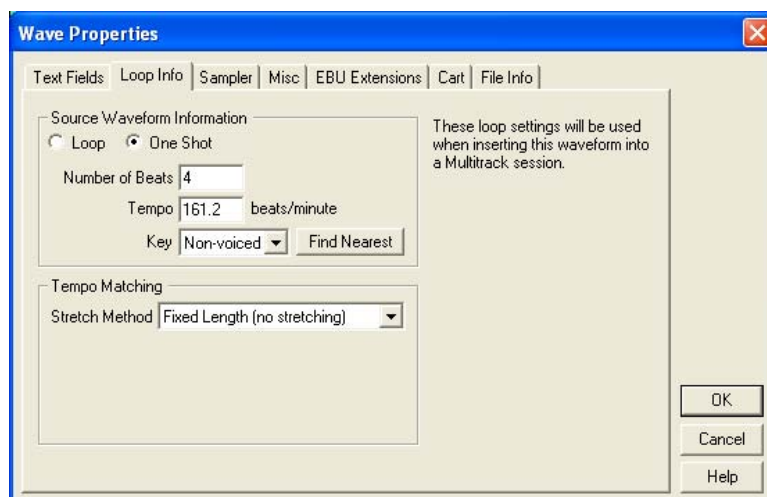 Wave Properties
Text Fields Loop Info Sampler Misc EBU Extensions Cart File Info
Source Waveform Information
Loop One Shot
Number of Beats 4
Tempo 161.2 beats/minute
Key Non-voiced Find Nearest
These loop settings will be used
when inserting this waveform into
a Multitrack session.
Tempo Matching
Stretch Method Fixed Length (no stretching)
OK
Cancel
Help